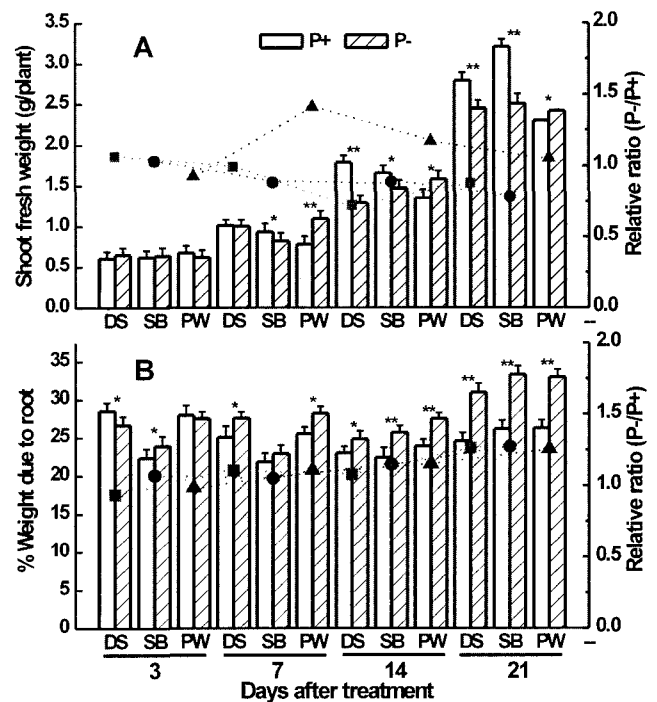 A
P+ P-
Shoot fresh weight (g/plant)
3.5
3.0
2.5
2.0
1.5
1.0
0.5
0.0
2.0
1.5
1.0
0.5
0.0
Relative ratio (P-/P+)
* ** ** * * ** ** *
DS SB PW DS SB PW DS SB PW DS SB PW --
B
% Weight due to root
35
30
25
20
15
10
5
0
2.0
1.5
1.0
0.5
0.0
Relative ratio (P-/P+)
* * * * * ** ** ** ** **
DS SB PW DS SB PW DS SB PW DS SB PW --
3 7 14 21
Days after treatment